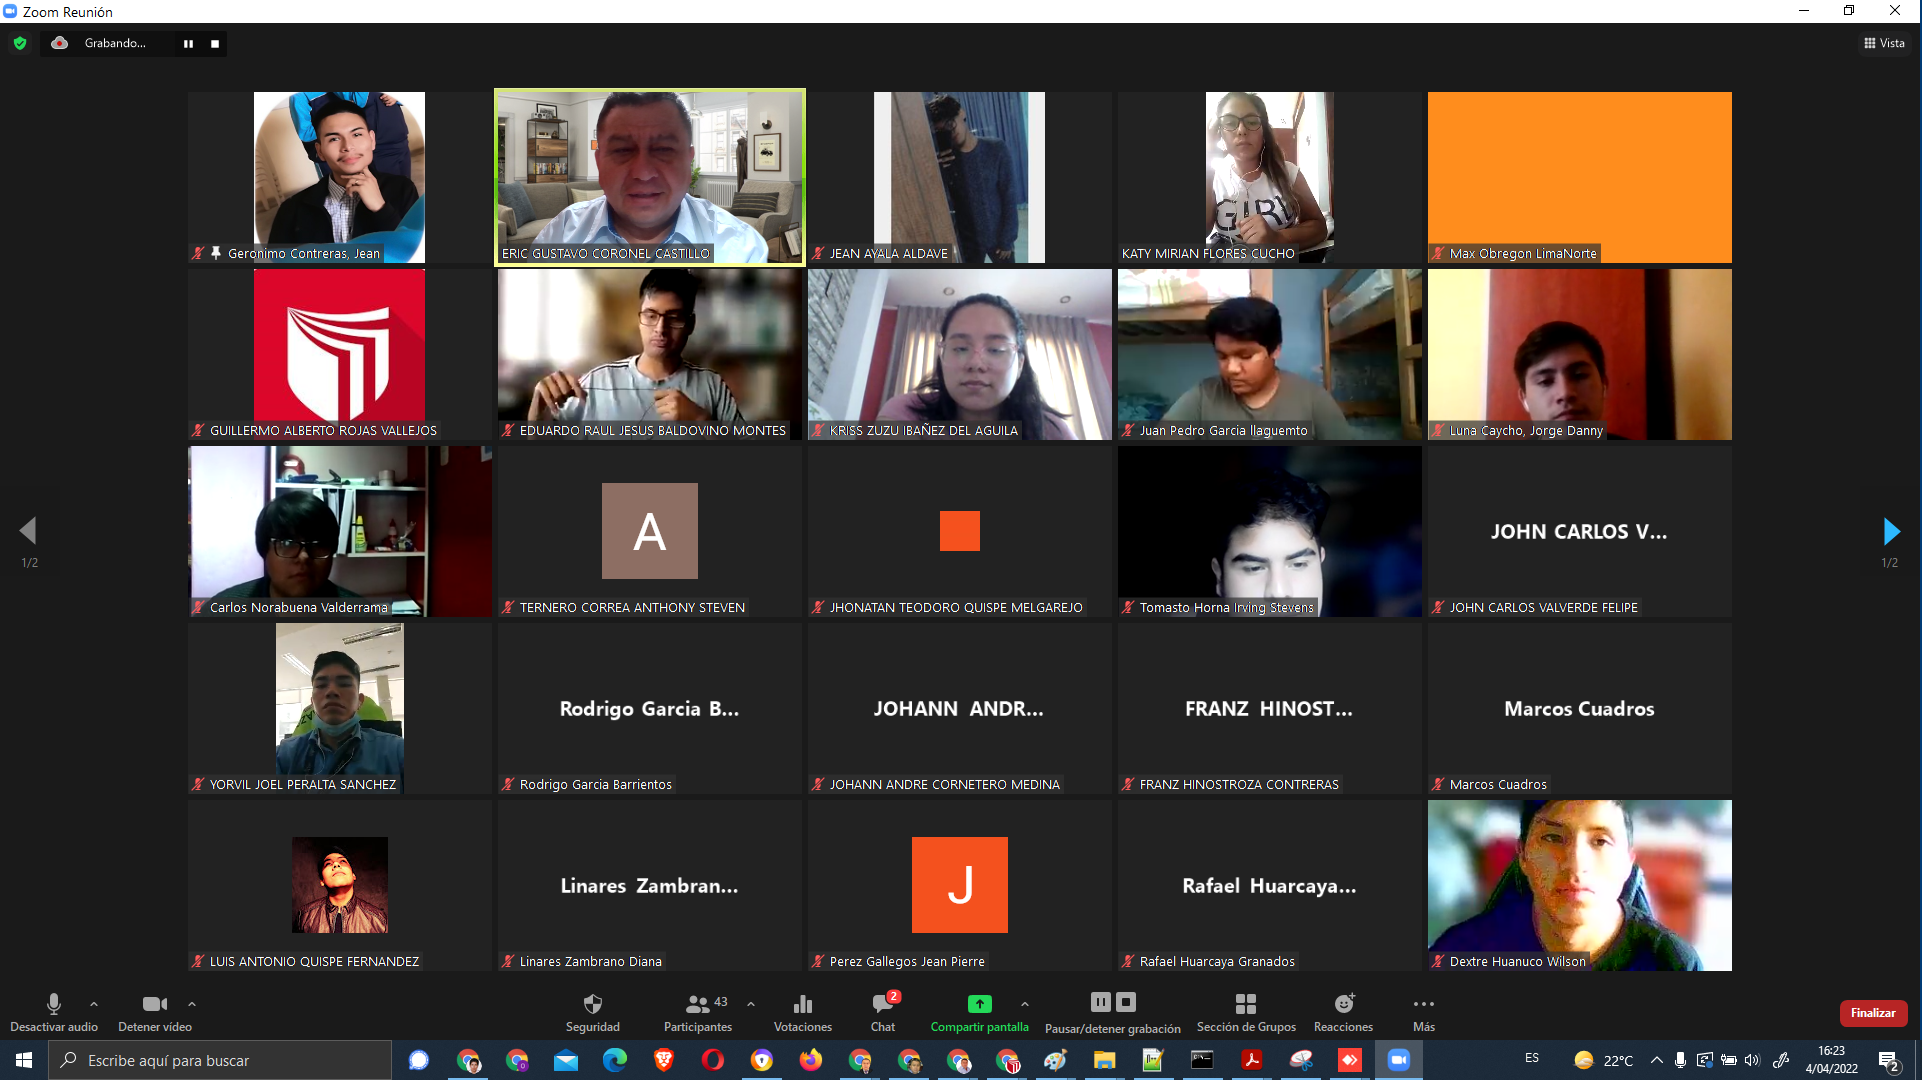 Zoom Reunión
Grabando...
Vista
Geronimo Contreras, Jean
ERIC GUSTAVO CORONEL CASTILLO
JEAN AYALA ALDAVE
GIRL
KATY MIRIAN FLORES CUCHO
Max Obregon LimaNorte
GUILLERMO ALBERTO ROJAS VALLEJOS
EDUARDO RAUL JESUS BALDOVINO MONTES
KRISS ZUZU IBAÑEZ DEL AGUILA
Juan Pedro Garcia llaguemto
Luna Caycho, Jorge Danny
1/2
1/2
Carlos Norabuena Valderrama
A
TERNERO CORREA ANTHONY STEVEN
JHONATAN TEODORO QUISPE MELGAREJO
Tomasto Horna Irving Stevens
JOHN CARLOS V...
JOHN CARLOS VALVERDE FELIPE
YORVIL JOEL PERALTA SANCHEZ
Rodrigo Garcia B...
Rodrigo Garcia Barrientos
JOHANN ANDR...
JOHANN ANDRE CORNETERO MEDINA
FRANZ HINOST...
FRANZ HINOSTROZA CONTRERAS
Marcos Cuadros
Marcos Cuadros
LUIS ANTONIO QUISPE FERNANDEZ
Linares Zambran...
Linares Zambrano Diana
J
Perez Gallegos Jean Pierre
Rafael Huarcaya...
Rafael Huarcaya Granados
Dextre Huanuco Wilson
Desactivar audio
Detener vídeo
Seguridad
43
Participantes
Votaciones
2
Chat
Compartir pantalla
Pausar/detener grabación
Sección de Grupos
Reacciones
Más
Finalizar
Escribe aquí para buscar
ES
22°C
16:23
4/04/2022
2